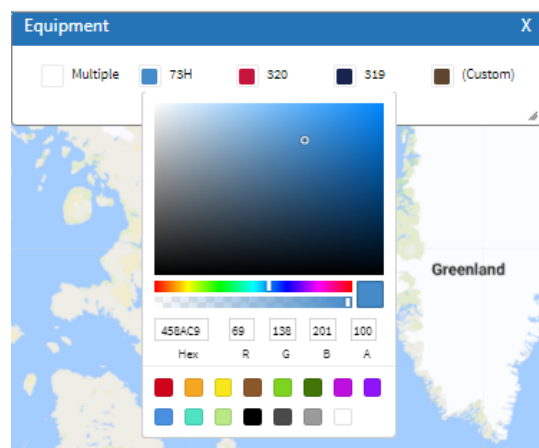 Equipment X
Multiple 73H 320 319 (Custom)
Greenland
458AC9 69 138 201 100
Hex R G B A